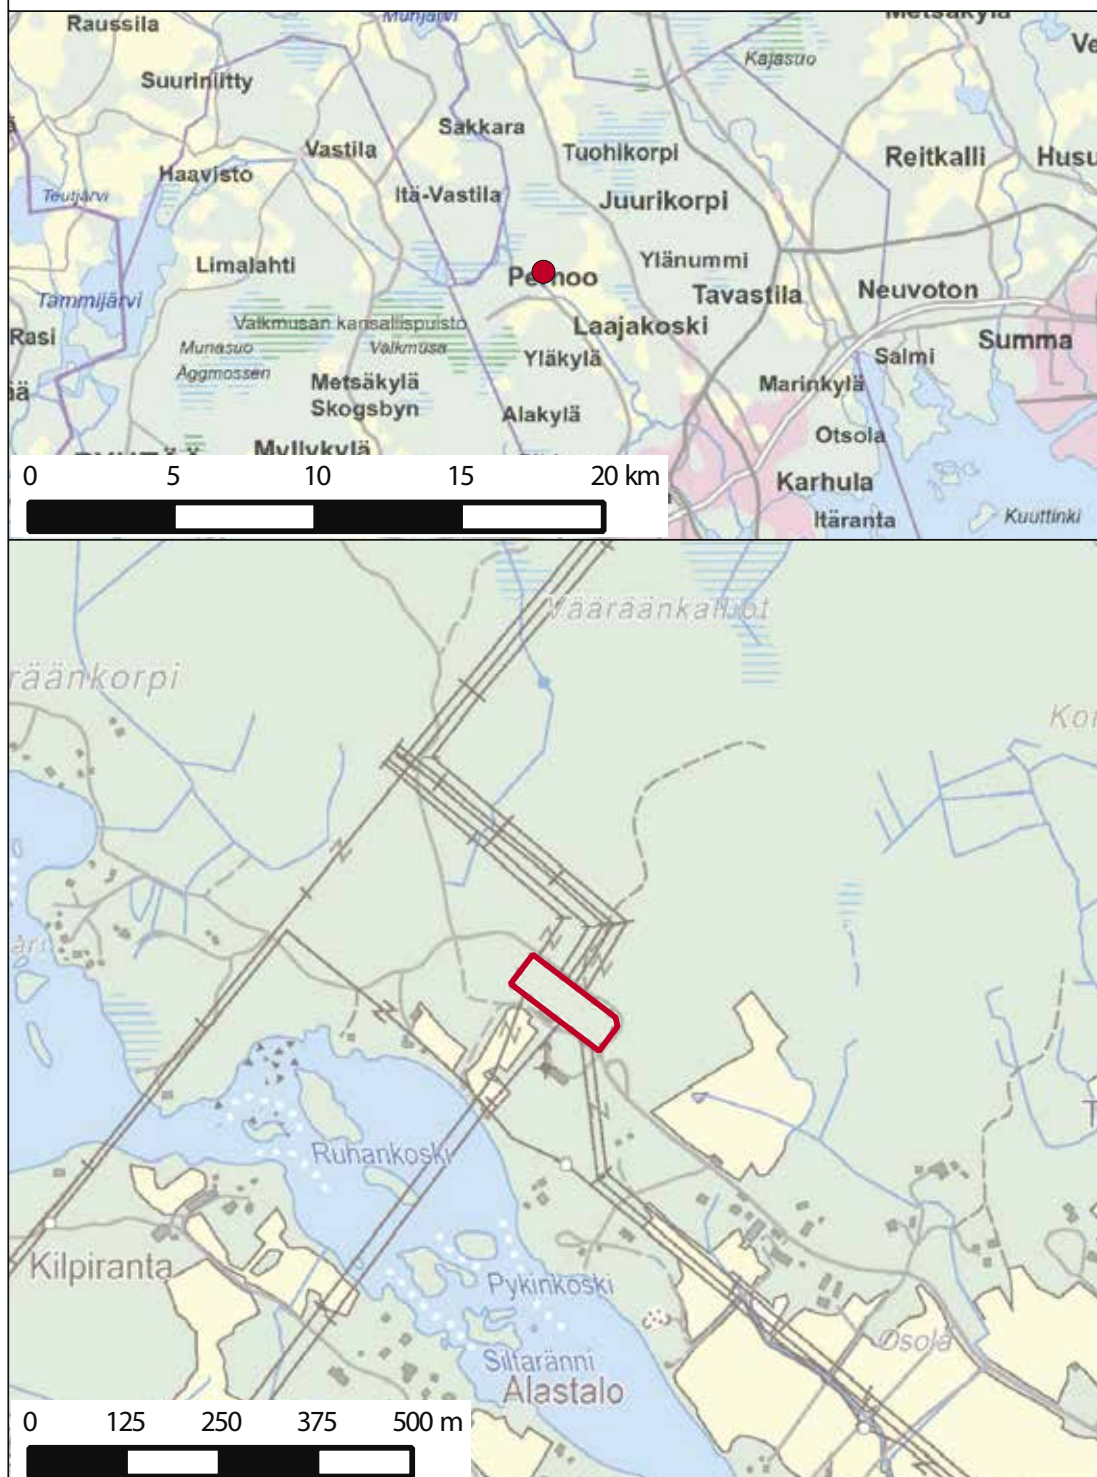 Raussila
Suuriniitty
Vastila
Haavisto
Teutjärvi
Sakkara
Itä-Vastila
Tuohikorpi
Juurikorpi
Kajasuo
Reitkalli
Limalahti
Ylänummi
Tavastila
Neuvoton
Tammijärvi
Rasi
Valkmusan kansallispuisto
Munasuo
Valkmusa
Aggmossen
Laajakoski
Yläkylä
Summa
Salmi
Metsäkylä
Skogsbyn
Marinkylä
Alakylä
Otsola
Myllykylä
Karhula
Itäranta
Kuuttinki
0 5 10 15 20 km
Vääräänkalliot
räänkorpi
Ruhankoski
Kilpiranta
Pykinkoski
Siltaränni
Alastalo
Osola
0 125 250 375 500 m